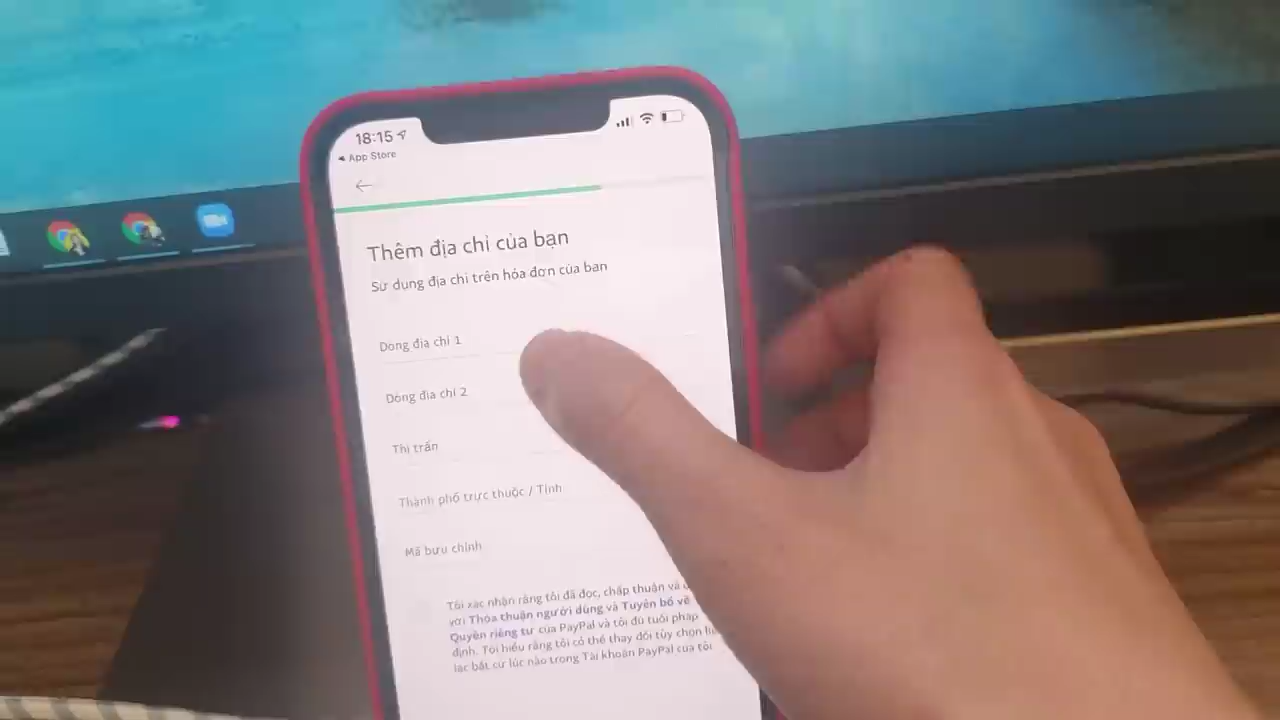 18:15
App Store
Thêm địa chỉ của bạn
Sử dụng địa chỉ trên hóa đơn của bạn
Dòng địa chỉ 1
Dòng địa chỉ 2
Thị trấn
Thành phố trực thuộc / Tỉnh
Mã bưu chính
Tôi xác nhận rằng tôi đã đọc, chấp thuận và
với Thỏa thuận người dùng và Tuyên bố về
Quyền riêng tư của PayPal và tôi đủ tuổi pháp
định. Tôi hiểu rằng tôi có thể thay đổi tùy chọn
lạc bất cứ lúc nào trong Tài khoản PayPal của tôi